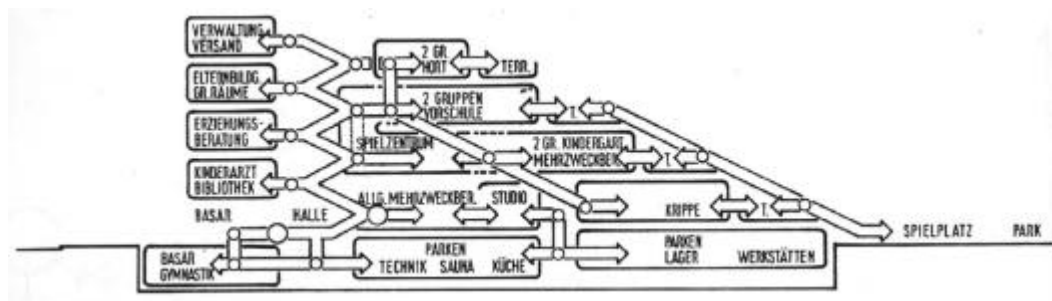 VERWALTUNG
VERSAND
2 GR.
HORT
TERR.
ELTERNBILDG
GR. RÄUME
2 GRUPPEN
VORSCHULE
T.
ERZIEHUNGS-
BERATUNG
SPIELZENTRUM
2 GR. KINDERGART.
MEHRZWECKBER.
T.
KINDERARZT
BIBLIOTHEK
ALLG. MEHRZWECKBER.
STUDIO
KRIPPE
T.
BASAR
HALLE
SPIELPLATZ
PARK
BASAR
GYMNASTIK
PARKEN
TECHNIK SAUNA KÜCHE
PARKEN
LAGER WERKSTÄTTEN